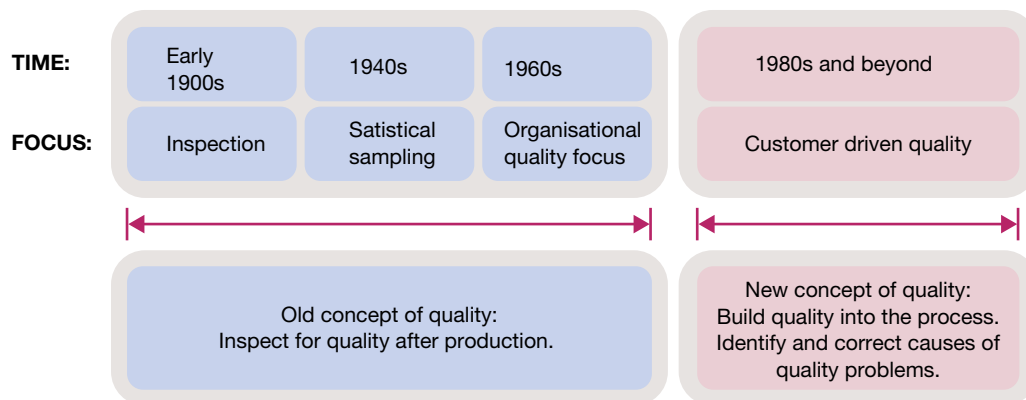 TIME:
Early
1900s
1940s
1960s
1980s and beyond
FOCUS:
Inspection
Satistical
sampling
Organisational
quality focus
Customer driven quality
Old concept of quality:
Inspect for quality after production.
New concept of quality:
Build quality into the process.
Identify and correct causes of
quality problems.